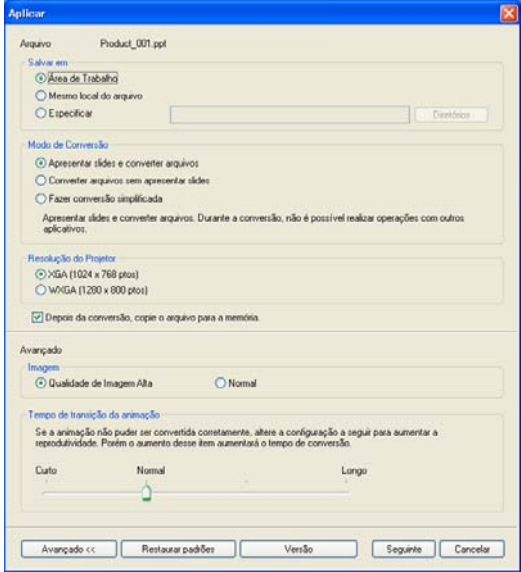 Aplicar
Arquivo Product_001.ppt
Salvar em
Área de Trabalho
Mesmo local do arquivo
Especificar Diretórios
Modo de Conversão
Apresentar slides e converter arquivos
Converter arquivos sem apresentar slides
Fazer conversão simplificada
Apresentar slides e converter arquivos. Durante a conversão, não é possível realizar operações com outros
aplicativos.
Resolução do Projetor
XGA (1024 x 768 ptos)
WXGA (1280 x 800 ptos)
Depois da conversão, copie o arquivo para a memória.
Avançado
Imagem
Qualidade de Imagem Alta Normal
Tempo de transição da animação
Se a animação não puder ser convertida corretamente, altere a configuração a seguir para aumentar a
reprodutividade. Porém o aumento desse item aumentará o tempo de conversão.
Curto Normal Longo
Avançado << Restaurar padrões Versão Seguinte Cancelar